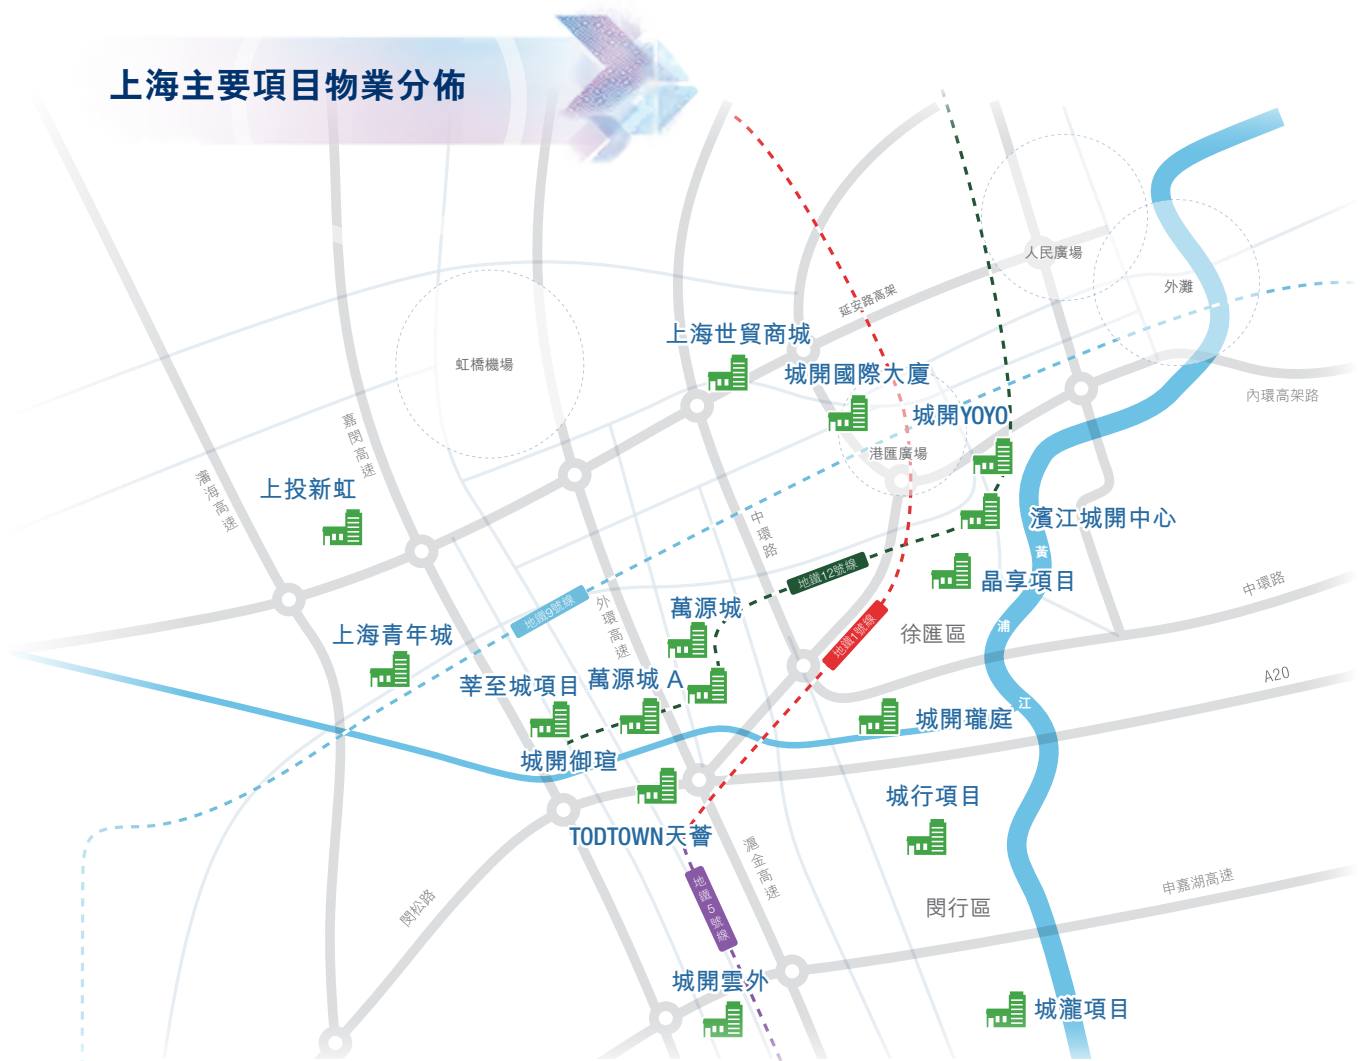 上海主要項目物業分佈
人民廣場
外灘
延安路高架
上海世貿商城
虹橋機場
城開國際大廈
內環高架路
城開YOYO
嘉閔高速
港匯廣場
瀋海高速
上投新虹
中環路
濱江城開中心
黃
浦
江
地鐵12號線
晶享項目
中環路
地鐵9號線
外環高速
萬源城
地鐵1號線
徐匯區
上海青年城
A20
莘至城項目
萬源城 A
城開瓏庭
城開御瑄
城行項目
TODTOWN天薈
滬金高速
地鐵5號線
申嘉湖高速
閔松路
閔行區
城開雲外
城瀧項目